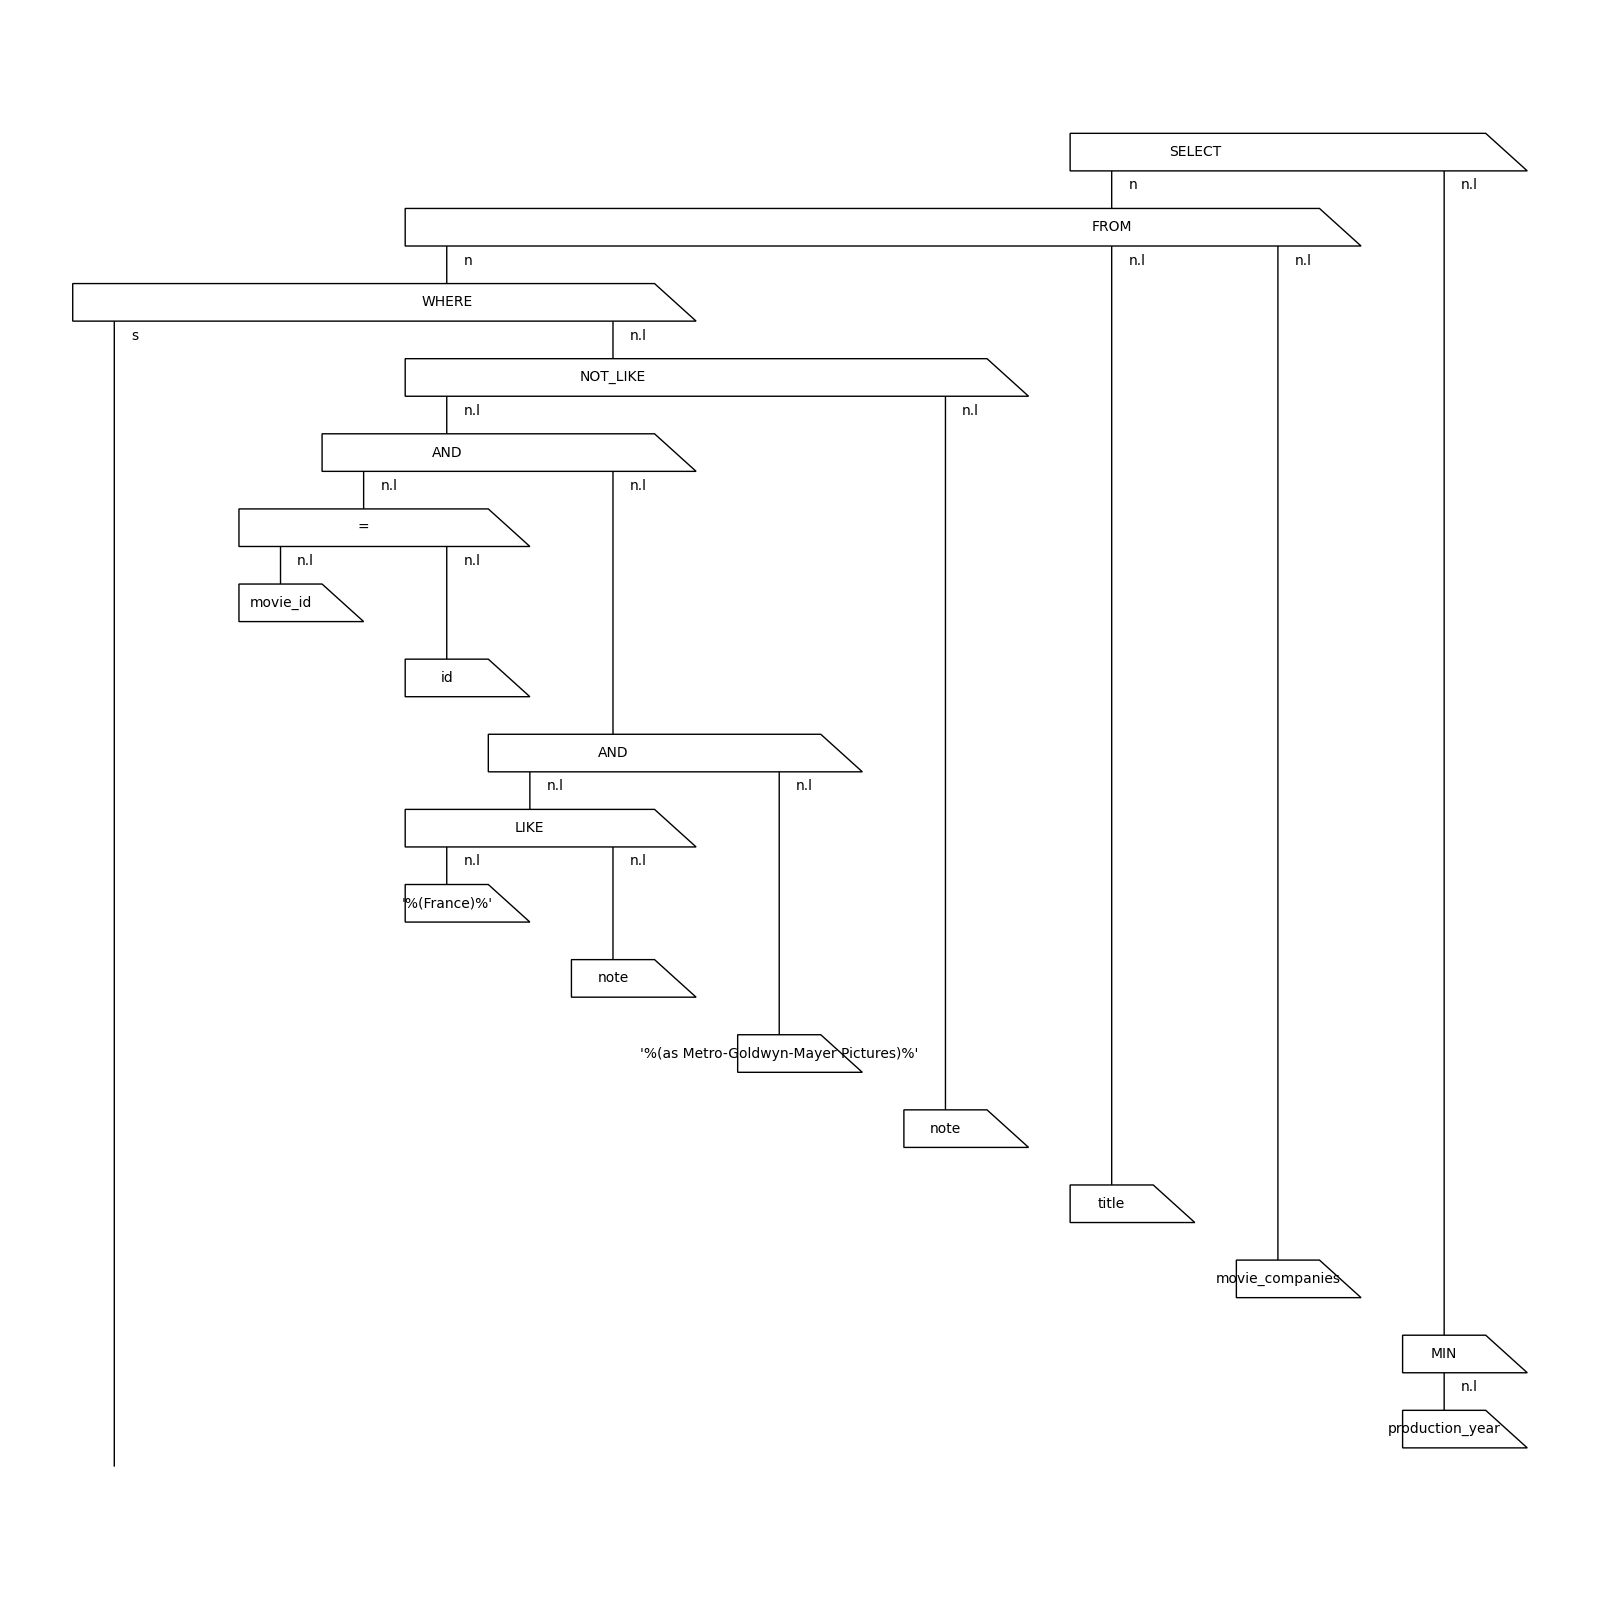 SELECT
n n.l
FROM
n n.l n.l
WHERE
s n.l
NOT_LIKE
n.l n.l
AND
n.l n.l
=
n.l n.l
movie_id
id
AND
n.l n.l
LIKE
n.l n.l
'%(France)%'
note
'%(as Metro-Goldwyn-Mayer Pictures)%'
note
title
movie_companies
MIN
n.l
production_year